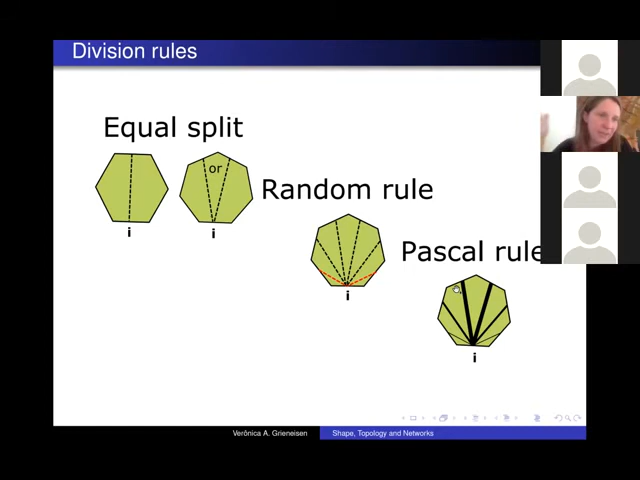 Division rules
Equal split
or
i
i
Random rule
i
Pascal rule
i
Verônica A. Grieneisen
Shape, Topology and Networks